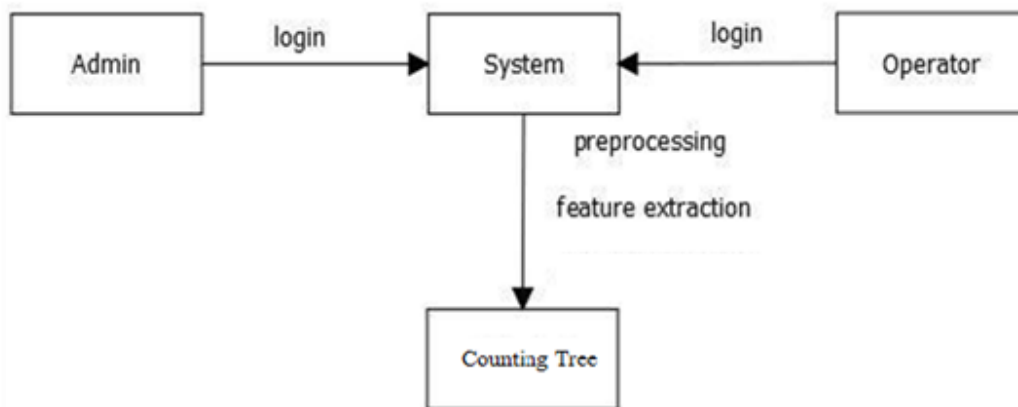 login
login
Admin
System
Operator
preprocessing
feature extraction
Counting Tree